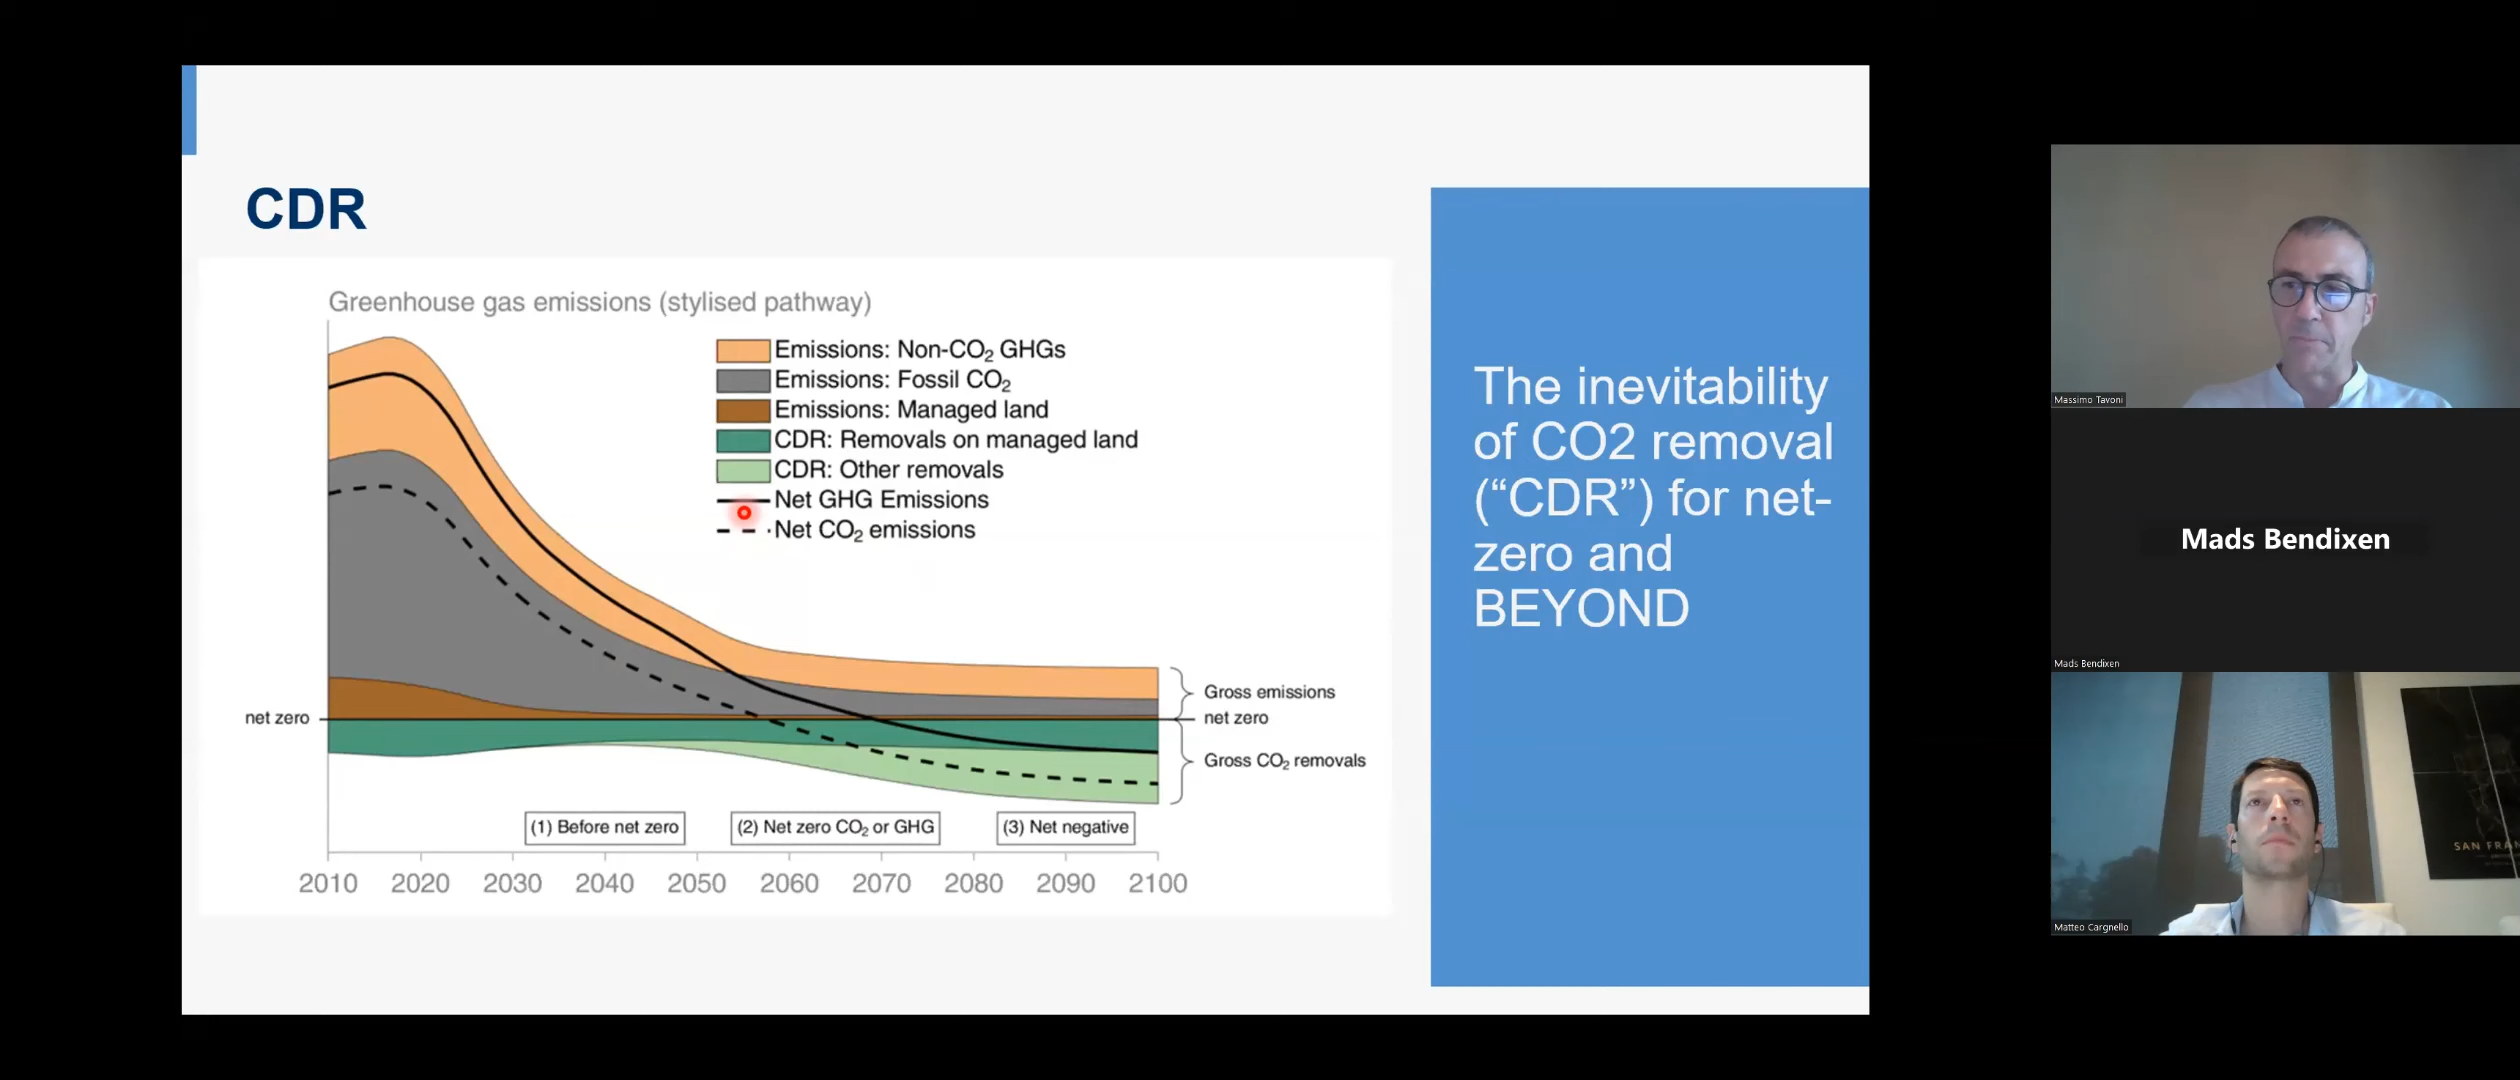 CDR
Greenhouse gas emissions (stylised pathway)
Emissions: Non-CO₂ GHGs
Emissions: Fossil CO₂
Emissions: Managed land
CDR: Removals on managed land
CDR: Other removals
Net GHG Emissions
Net CO₂ emissions
net zero
Gross emissions
net zero
Gross CO₂ removals
(1) Before net zero
(2) Net zero CO₂ or GHG
(3) Net negative
2010 2020 2030 2040 2050 2060 2070 2080 2090 2100
The inevitability
of CO2 removal
(“CDR”) for net-
zero and
BEYOND
Massimo Tavoni
Mads Bendixen
Mads Bendixen
SAN FRAN
Matteo Cargnello